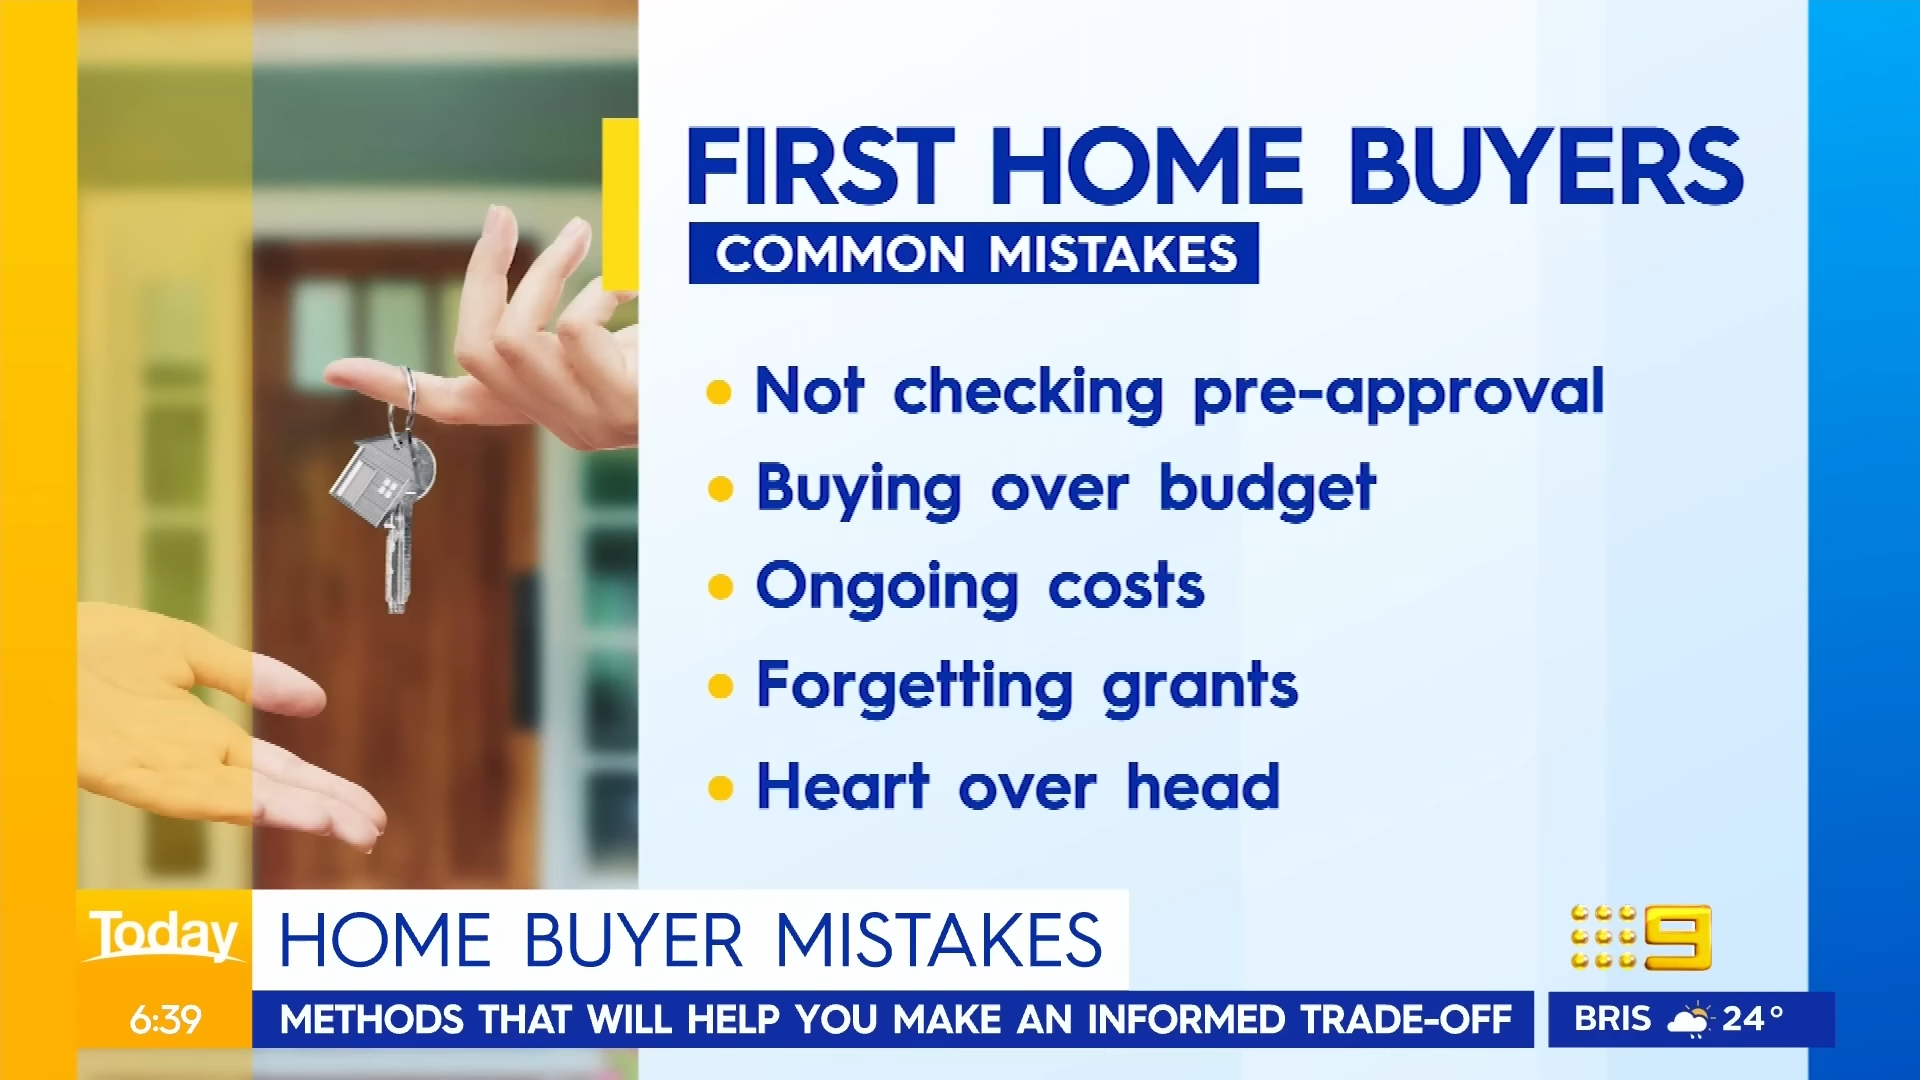 FIRST HOME BUYERS
COMMON MISTAKES
Not checking pre-approval
Buying over budget
Ongoing costs
Forgetting grants
Heart over head
Today
HOME BUYER MISTAKES
9
6:39
METHODS THAT WILL HELP YOU MAKE AN INFORMED TRADE-OFF
BRIS 24°